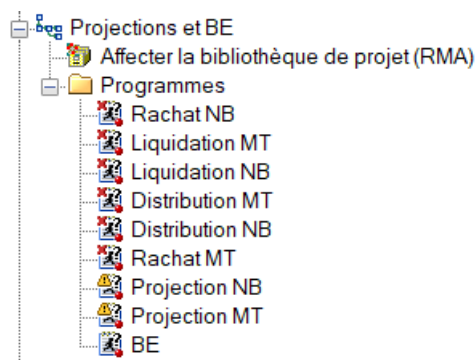 Projections et BE
Affecter la bibliothèque de projet (RMA)
Programmes
Rachat NB
Liquidation MT
Liquidation NB
Distribution MT
Distribution NB
Rachat MT
Projection NB
Projection MT
BE